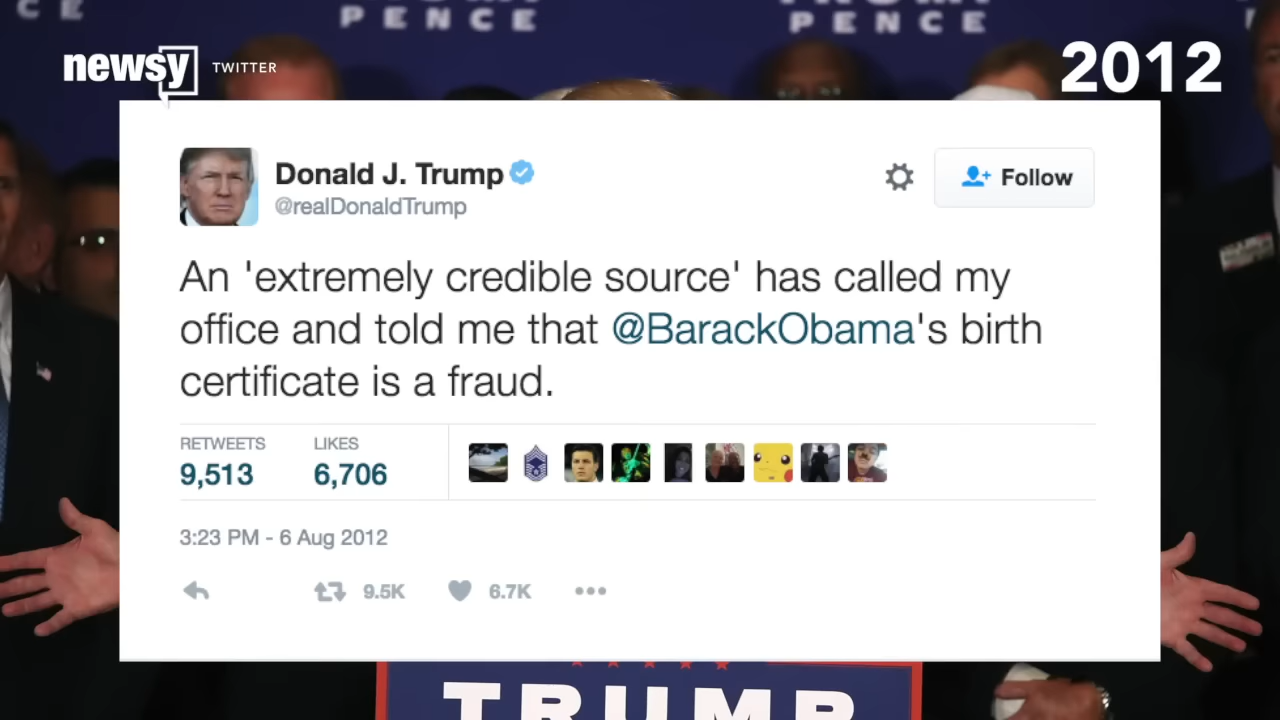 PENCE
PENCE
newsy
TWITTER
2012
Donald J. Trump
@realDonaldTrump
Follow
An 'extremely credible source' has called my
office and told me that @BarackObama's birth
certificate is a fraud.
RETWEETS LIKES
9,513 6,706
3:23 PM - 6 Aug 2012
9.5K 6.7K
TRUMP